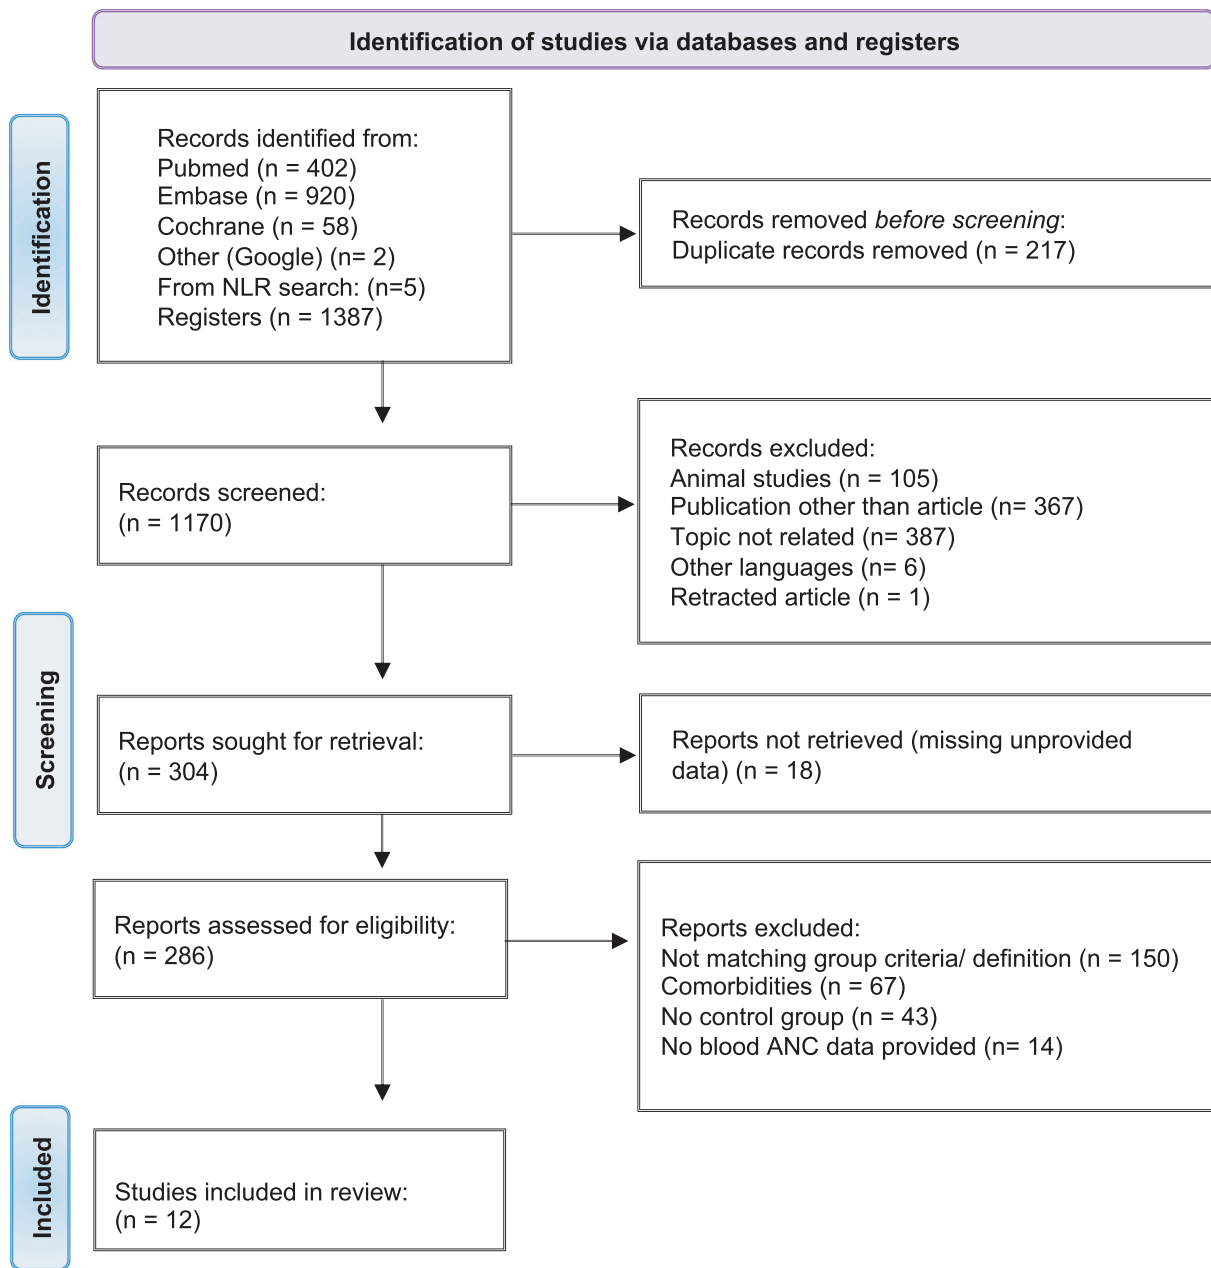 Identification of studies via databases and registers
Identification
Records identified from:
Pubmed (n = 402)
Embase (n = 920)
Cochrane (n = 58)
Other (Google) (n= 2)
From NLR search: (n=5)
Registers (n = 1387)
Records removed before screening:
Duplicate records removed (n = 217)
Records screened:
(n = 1170)
Records excluded:
Animal studies (n = 105)
Publication other than article (n= 367)
Topic not related (n= 387)
Other languages (n= 6)
Retracted article (n = 1)
Screening
Reports sought for retrieval:
(n = 304)
Reports not retrieved (missing unprovided
data) (n = 18)
Reports assessed for eligibility:
(n = 286)
Reports excluded:
Not matching group criteria/ definition (n = 150)
Comorbidities (n = 67)
No control group (n = 43)
No blood ANC data provided (n= 14)
Included
Studies included in review:
(n = 12)